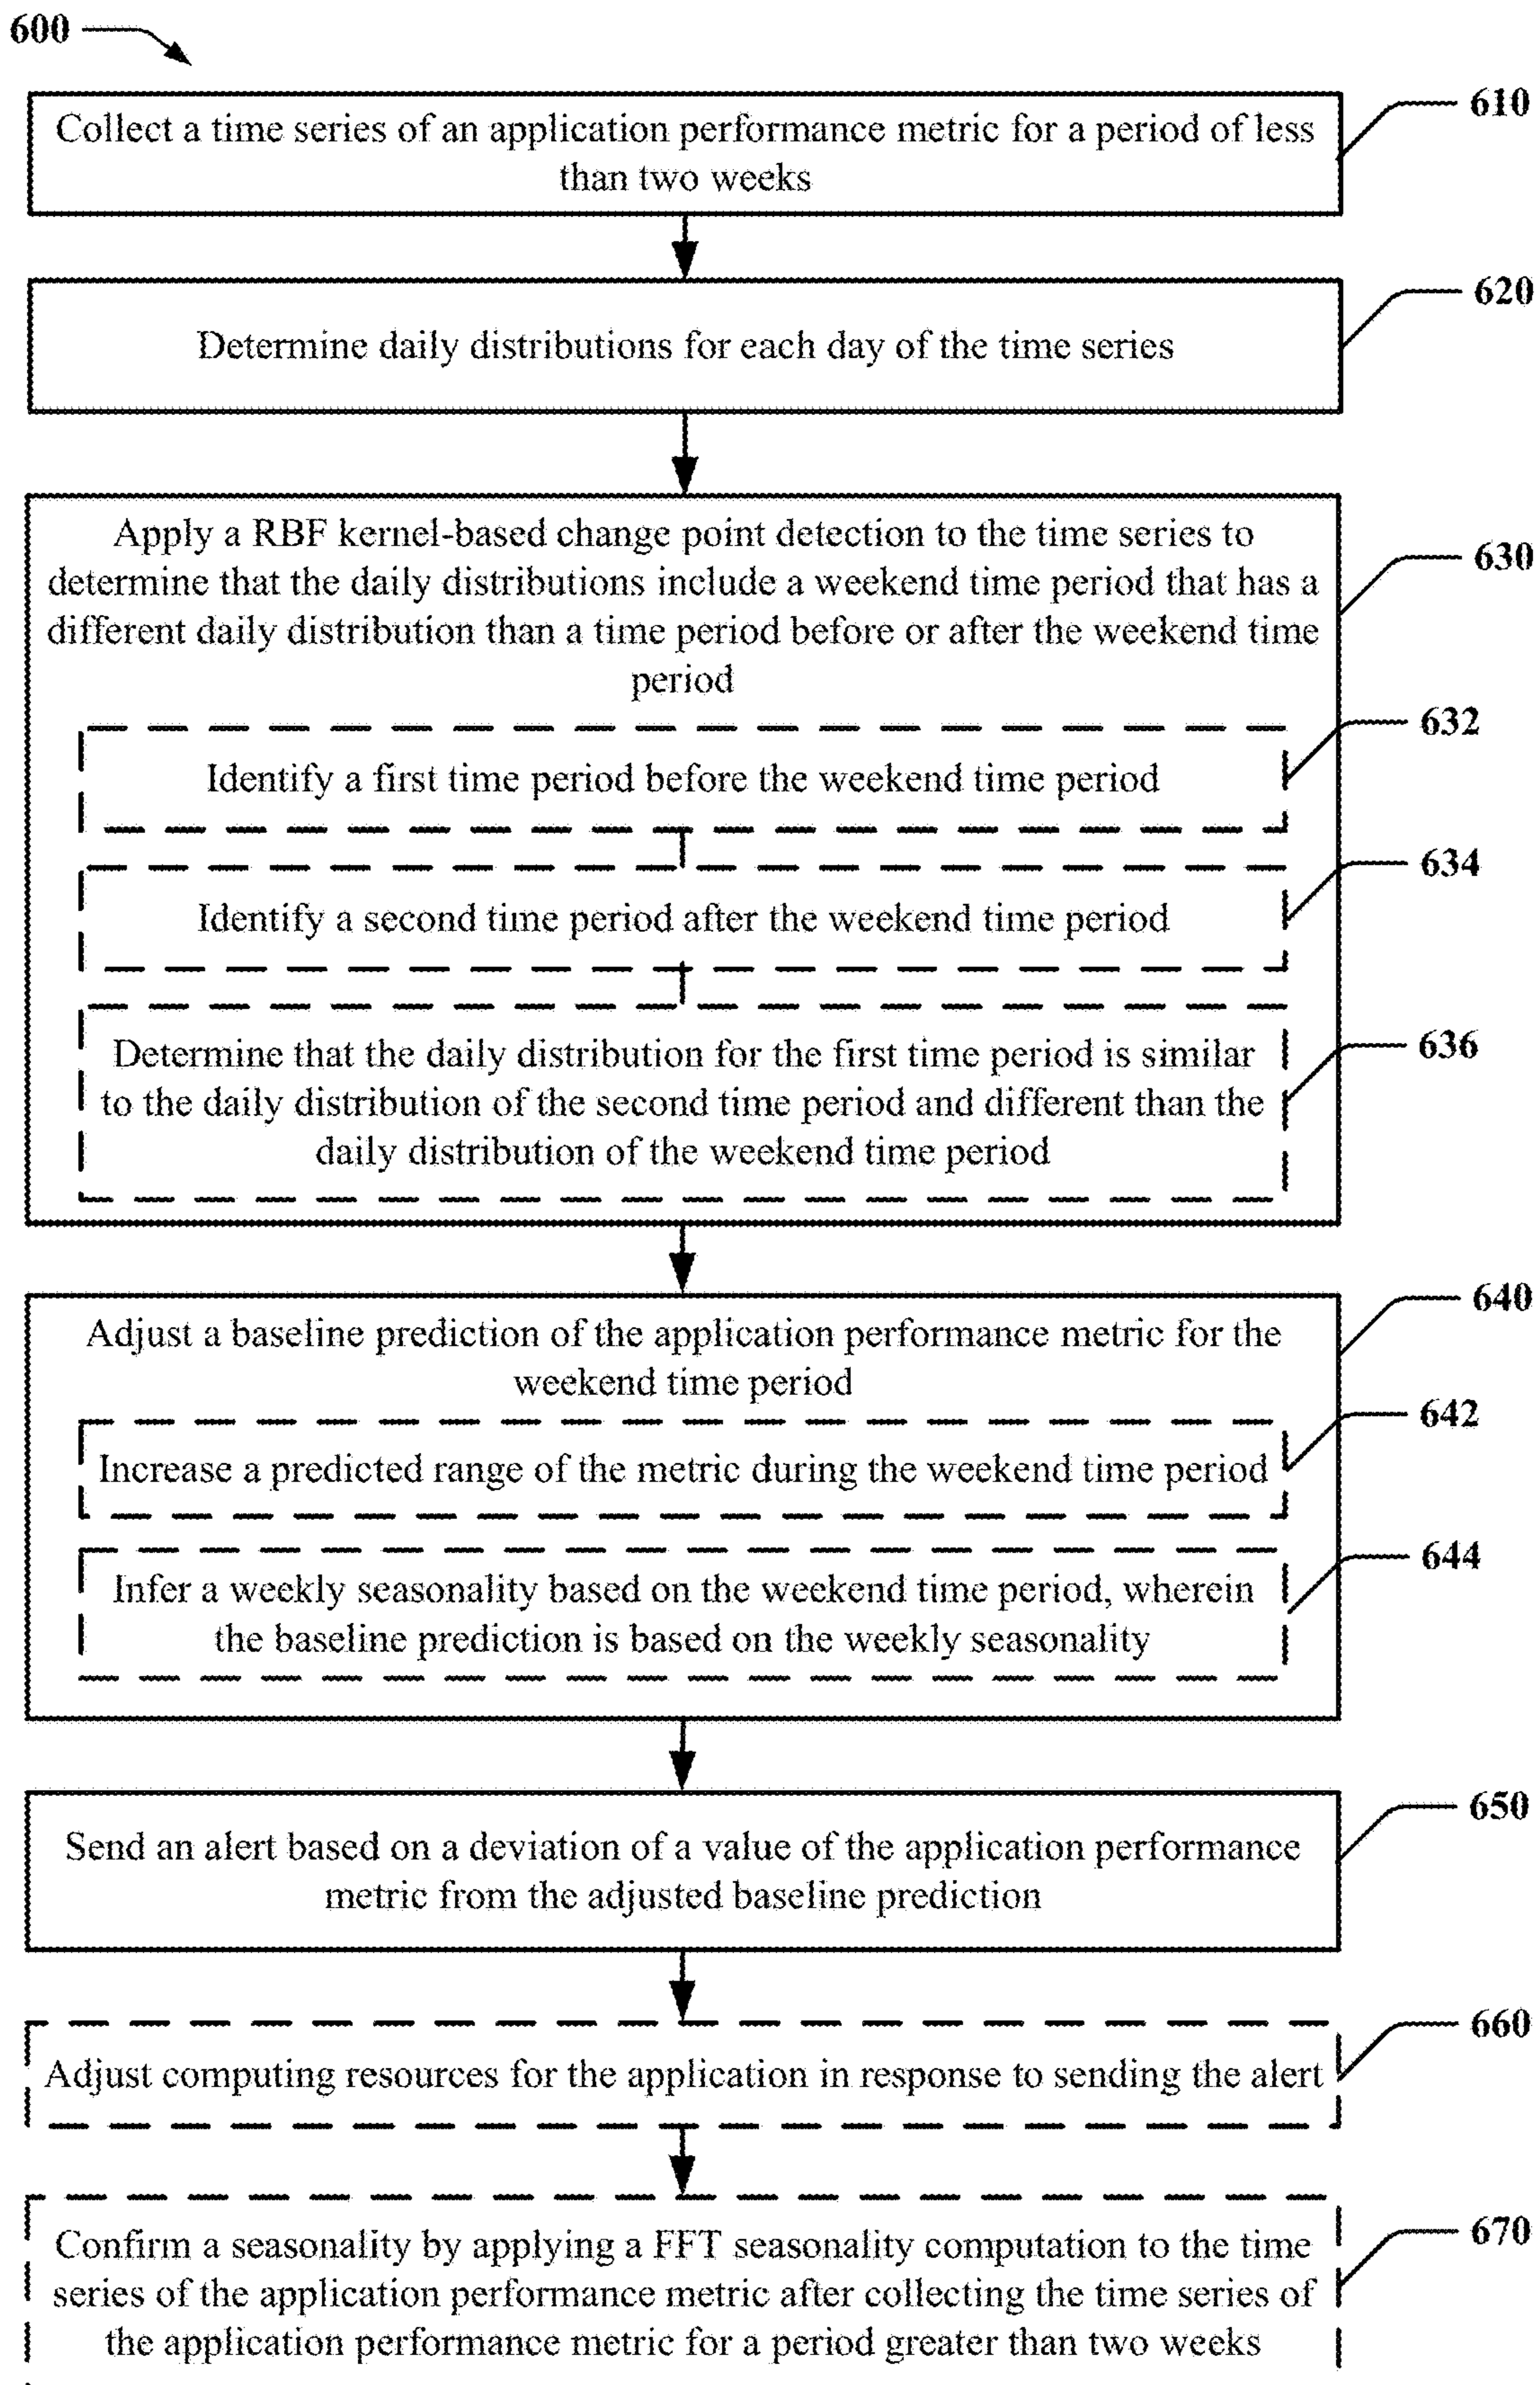 600
610
Collect a time series of an application performance metric for a period of less
than two weeks
620
Determine daily distributions for each day of the time series
630
Apply a RBF kernel-based change point detection to the time series to
determine that the daily distributions include a weekend time period that has a
different daily distribution than a time period before or after the weekend time
period
632
Identify a first time period before the weekend time period
634
Identify a second time period after the weekend time period
636
Determine that the daily distribution for the first time period is similar
to the daily distribution of the second time period and different than the
daily distribution of the weekend time period
640
Adjust a baseline prediction of the application performance metric for the
weekend time period
642
Increase a predicted range of the metric during the weekend time period
644
Infer a weekly seasonality based on the weekend time period, wherein
the baseline prediction is based on the weekly seasonality
650
Send an alert based on a deviation of a value of the application performance
metric from the adjusted baseline prediction
660
Adjust computing resources for the application in response to sending the alert
670
Confirm a seasonality by applying a FFT seasonality computation to the time
series of the application performance metric after collecting the time series of
the application performance metric for a period greater than two weeks